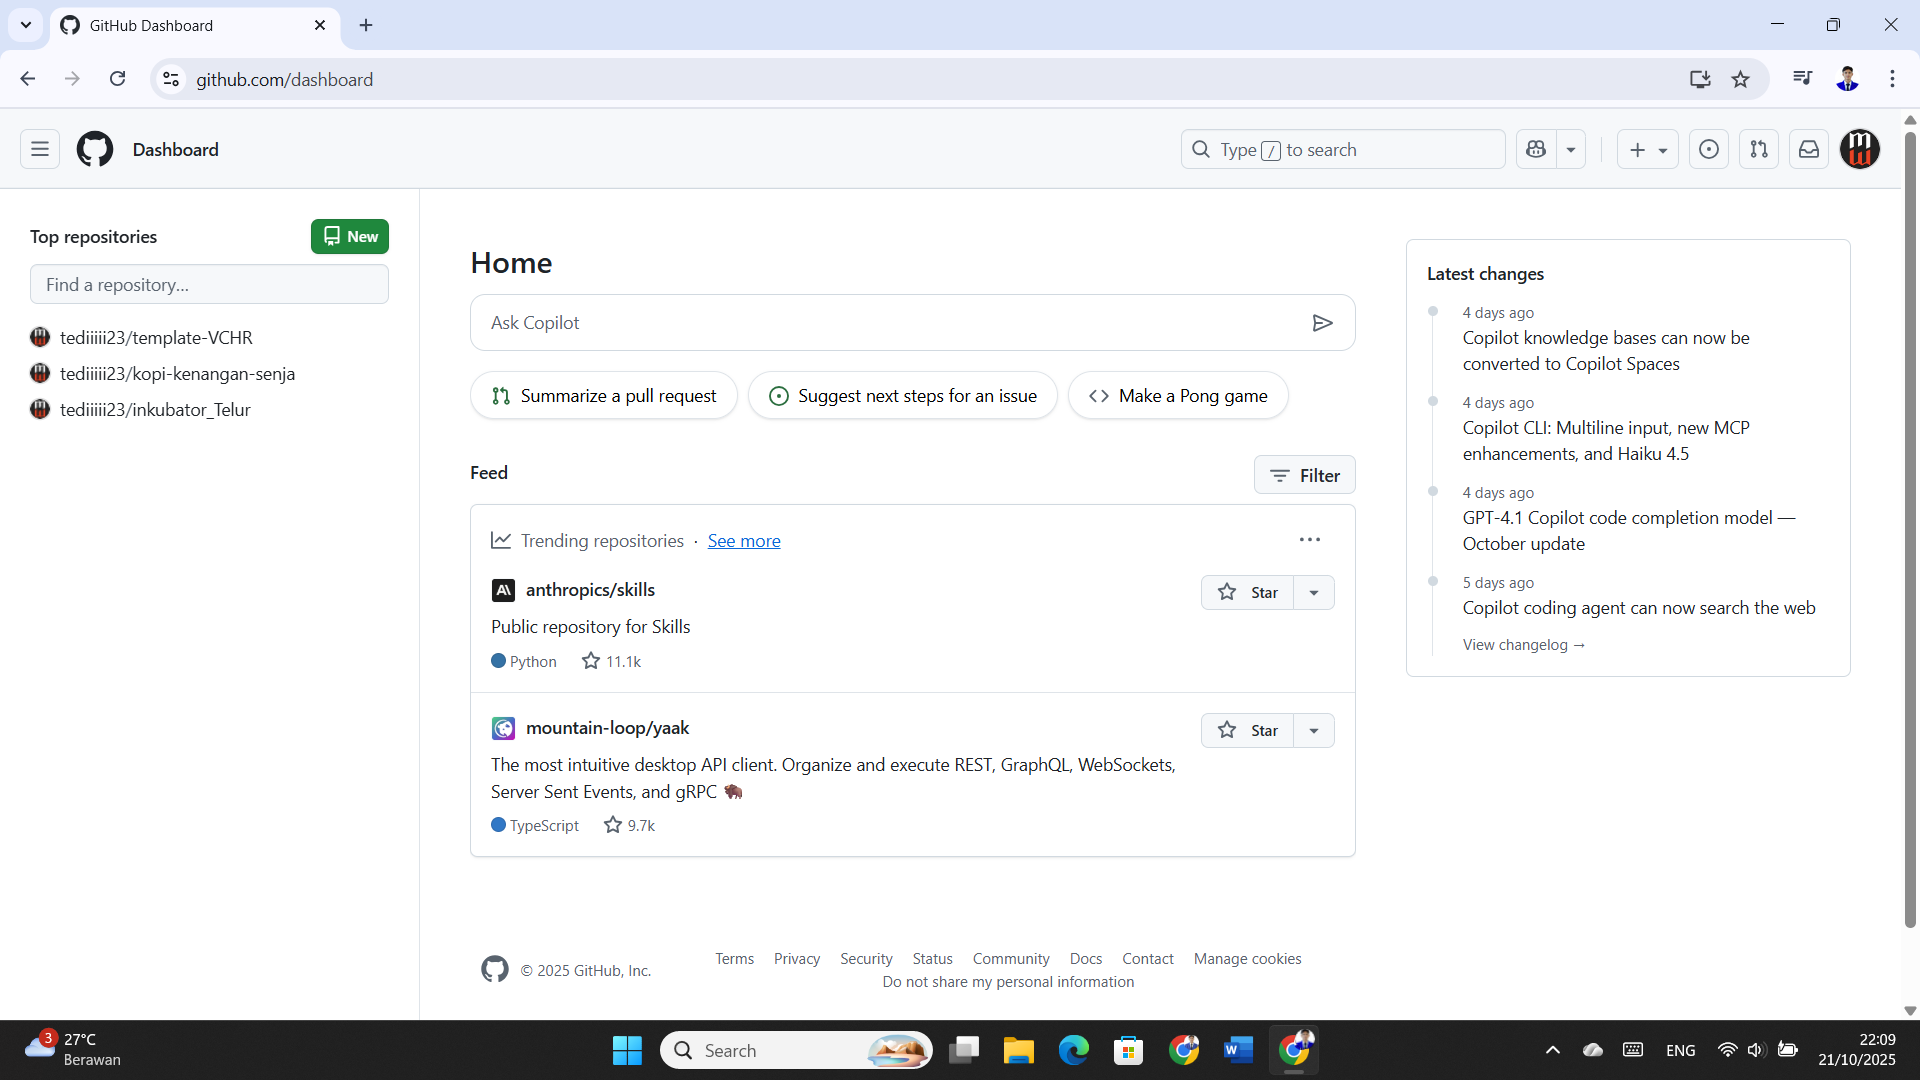 GitHub Dashboard
github.com/dashboard
Dashboard
Type / to search
Top repositories
New
Find a repository...
tediiiii23/template-VCHR
tediiiii23/kopi-kenangan-senja
tediiiii23/inkubator_Telur
Home
Ask Copilot
Summarize a pull request
Suggest next steps for an issue
Make a Pong game
Feed
Filter
Trending repositories · See more
anthropics/skills
Star
Public repository for Skills
Python 11.1k
mountain-loop/yaak
Star
The most intuitive desktop API client. Organize and execute REST, GraphQL, WebSockets,
Server Sent Events, and gRPC 🦬
TypeScript 9.7k
Latest changes
4 days ago
Copilot knowledge bases can now be
converted to Copilot Spaces
4 days ago
Copilot CLI: Multiline input, new MCP
enhancements, and Haiku 4.5
4 days ago
GPT-4.1 Copilot code completion model —
October update
5 days ago
Copilot coding agent can now search the web
View changelog →
© 2025 GitHub, Inc.
Terms Privacy Security Status Community Docs Contact Manage cookies
Do not share my personal information
3
27°C
Berawan
Search
ENG
22:09
21/10/2025